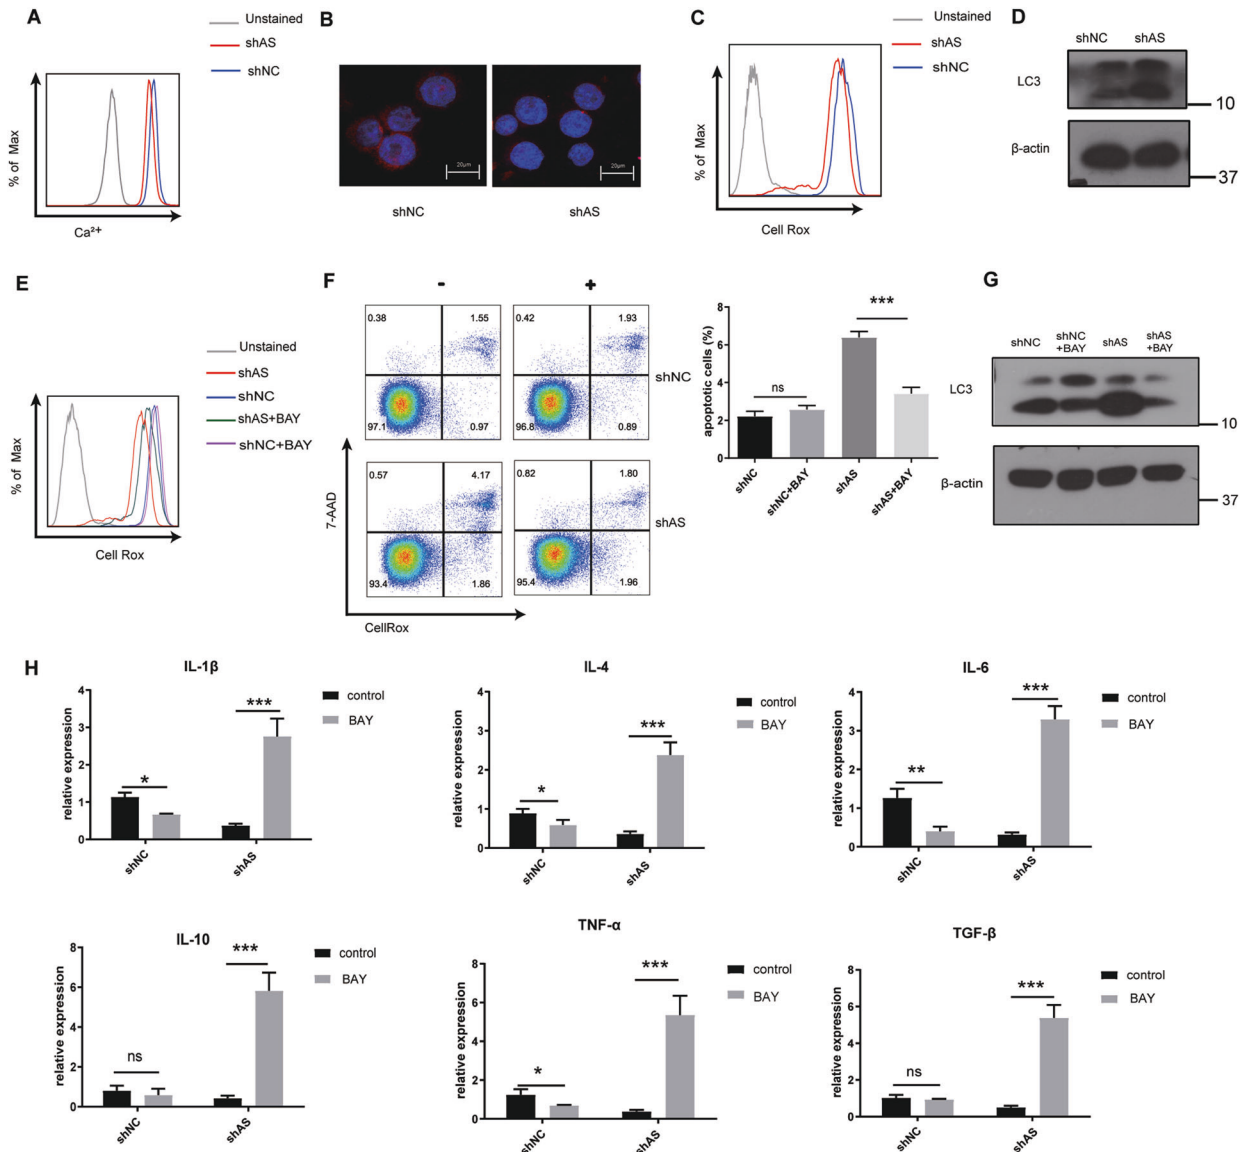 A
Unstained
shAS
shNC
% of Max
Ca²⁺
B
20μm
20μm
shNC
shAS
C
Unstained
shAS
shNC
% of Max
Cell Rox
D
shNC
shAS
LC3
10
β-actin
37
E
Unstained
shAS
shNC
shAS+BAY
shNC+BAY
% of Max
Cell Rox
F
-
+
0.38
1.55
97.1
0.97
0.42
1.93
96.8
0.89
shNC
0.57
4.17
93.4
1.86
0.82
1.80
95.4
1.96
shAS
7-AAD
CellRox
apoptotic cells (%)
8
6
4
2
0
ns
***
shNC
shNC+BAY
shAS
shAS+BAY
G
shNC
shNC
+BAY
shAS
shAS
+BAY
LC3
10
β-actin
37
H
IL-1β
relative expression
4
3
2
1
0
*
***
shNC
shAS
control
BAY
IL-4
relative expression
4
3
2
1
0
*
***
shNC
shAS
control
BAY
IL-6
relative expression
4
3
2
1
0
**
***
shNC
shAS
control
BAY
IL-10
relative expression
8
6
4
2
0
ns
***
shNC
shAS
control
BAY
TNF-α
relative expression
8
6
4
2
0
*
***
shNC
shAS
control
BAY
TGF-β
relative expression
8
6
4
2
0
ns
***
shNC
shAS
control
BAY